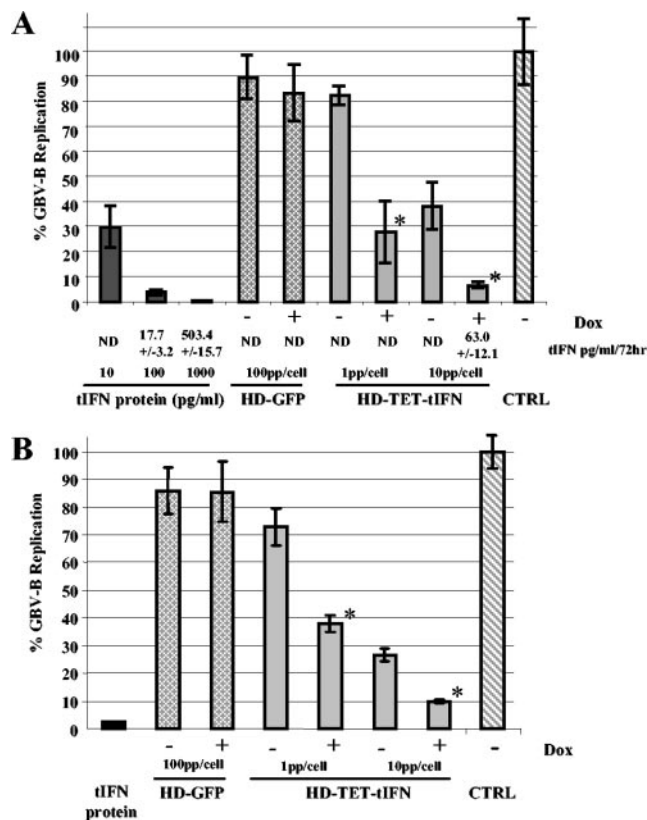 A
% GBV-B Replication
100
90
80
70
60
50
40
30
20
10
0
*
*
- + - + - + - Dox
ND 17.7 +/-3.2 503.4 +/-15.7 ND ND ND ND ND 63.0 +/-12.1 tIFN pg/ml/72hr
10 100 1000 100pp/cell 1pp/cell 10pp/cell
tIFN protein (pg/ml) HD-GFP HD-TET-tIFN CTRL
B
% GBV-B Replication
100
90
80
70
60
50
40
30
20
10
0
*
*
- + - + - + - Dox
100pp/cell 1pp/cell 10pp/cell
tIFN protein HD-GFP HD-TET-tIFN CTRL